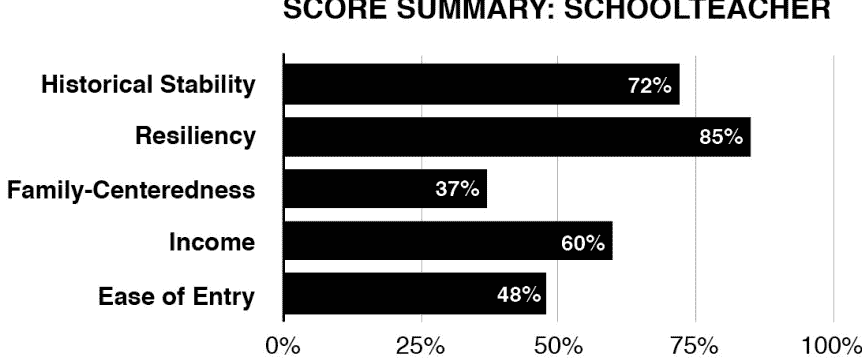 SCORE SUMMARY: SCHOOLTEACHER
Historical Stability 72%
Resiliency 85%
Family-Centeredness 37%
Income 60%
Ease of Entry 48%
0% 25% 50% 75% 100%